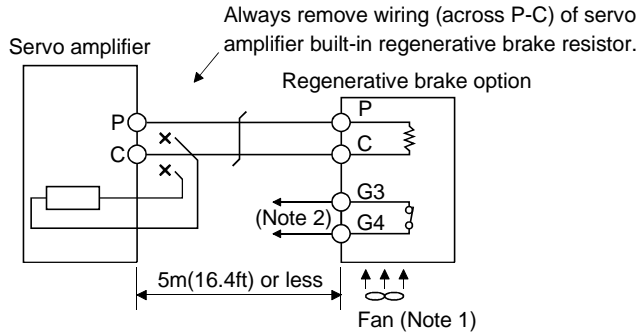 Always remove wiring (across P-C) of servo
amplifier built-in regenerative brake resistor.
Servo amplifier
Regenerative brake option
P
P
C
C
G3
(Note 2)
G4
5m(16.4ft) or less
Fan (Note 1)